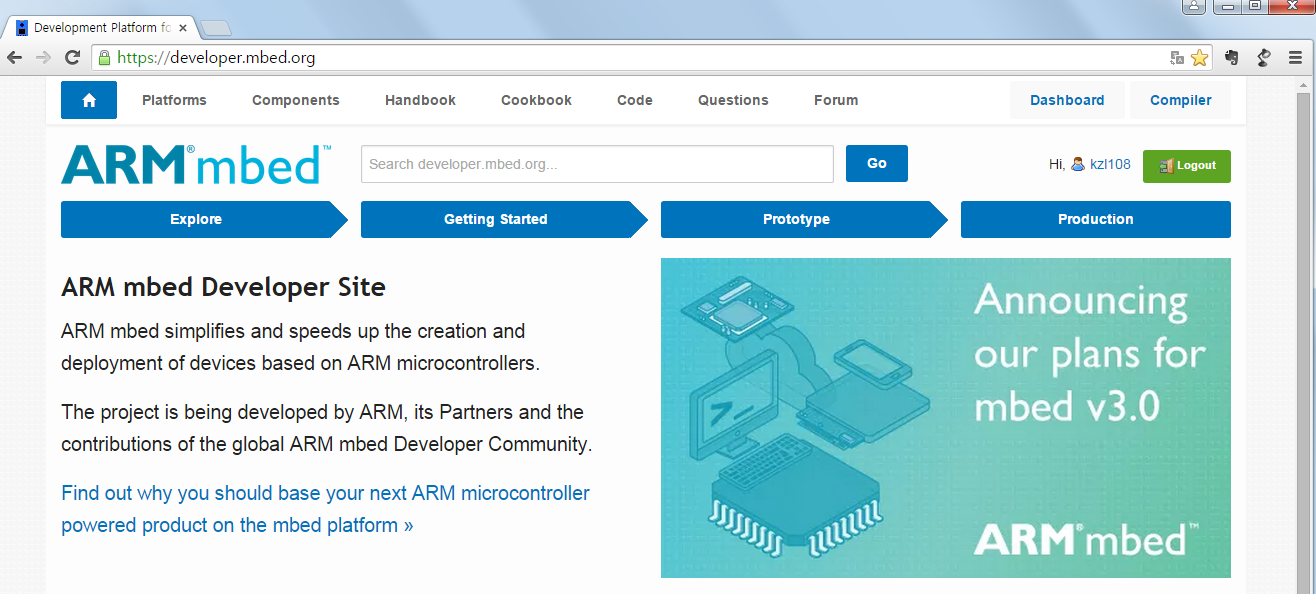 Development Platform fo
https://developer.mbed.org
Platforms Components Handbook Cookbook Code Questions Forum Dashboard Compiler
ARM®mbed™ Search developer.mbed.org... Go Hi, kzl108 Logout
Explore Getting Started Prototype Production
ARM mbed Developer Site
ARM mbed simplifies and speeds up the creation and
deployment of devices based on ARM microcontrollers.
The project is being developed by ARM, its Partners and the
contributions of the global ARM mbed Developer Community.
Find out why you should base your next ARM microcontroller
powered product on the mbed platform »
Announcing
our plans for
mbed v3.0
ARM®mbed™